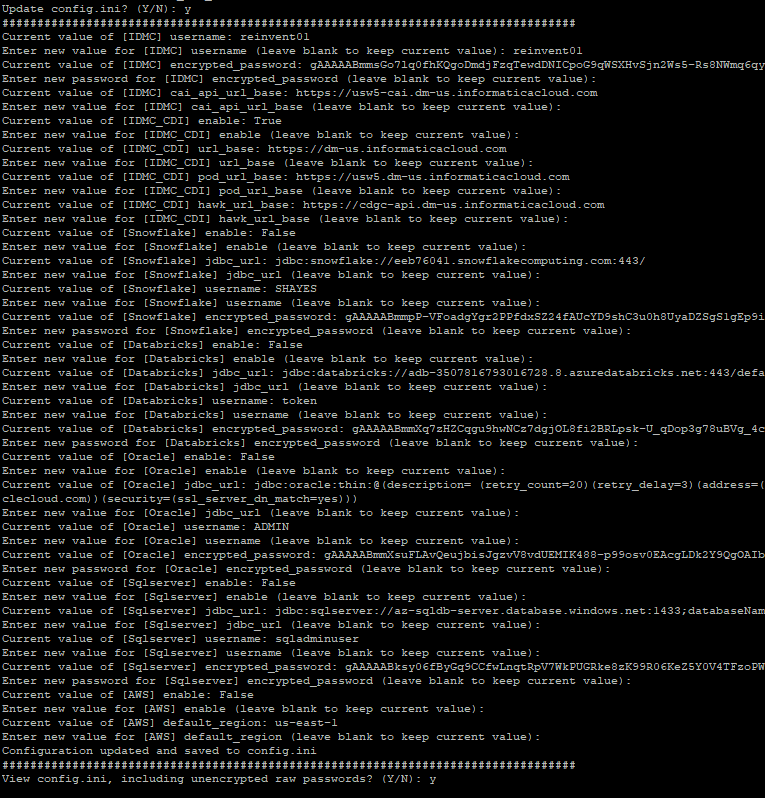 Update config.ini? (Y/N): y
##################################################################################
Current value of [IDMC] username: reinvent01
Enter new value for [IDMC] username (leave blank to keep current value): reinvent01
Current value of [IDMC] encrypted_password: gAAAAABmmsGo7lq0fhKQgoDmdjFzqTewdDNICpoG9qWSXHvSjn2Ws5-Rs8NWmq6qy
Enter new password for [IDMC] encrypted_password (leave blank to keep current value):
Current value of [IDMC] cai_api_url_base: https://usw5-cai.dm-us.informaticacloud.com
Enter new value for [IDMC] cai_api_url_base (leave blank to keep current value):
Current value of [IDMC_CDI] enable: True
Enter new value for [IDMC_CDI] enable (leave blank to keep current value):
Current value of [IDMC_CDI] url_base: https://dm-us.informaticacloud.com
Enter new value for [IDMC_CDI] url_base (leave blank to keep current value):
Current value of [IDMC_CDI] pod_url_base: https://usw5.dm-us.informaticacloud.com
Enter new value for [IDMC_CDI] pod_url_base (leave blank to keep current value):
Current value of [IDMC_CDI] hawk_url_base: https://cdgc-api.dm-us.informaticacloud.com
Enter new value for [IDMC_CDI] hawk_url_base (leave blank to keep current value):
Current value of [Snowflake] enable: False
Enter new value for [Snowflake] enable (leave blank to keep current value):
Current value of [Snowflake] jdbc_url: jdbc:snowflake://eeb76041.snowflakecomputing.com:443/
Enter new value for [Snowflake] jdbc_url (leave blank to keep current value):
Current value of [Snowflake] username: SHAYES
Enter new value for [Snowflake] username (leave blank to keep current value):
Current value of [Snowflake] encrypted_password: gAAAAABmmpP-VFoadgYgr2PPfdxSZ24fAUcYD9shC3u0h8UyaDZSgS1gEp9i
Enter new password for [Snowflake] encrypted_password (leave blank to keep current value):
Current value of [Databricks] enable: False
Enter new value for [Databricks] enable (leave blank to keep current value):
Current value of [Databricks] jdbc_url: jdbc:databricks://adb-3507816793016728.8.azuredatabricks.net:443/defa
Enter new value for [Databricks] jdbc_url (leave blank to keep current value):
Current value of [Databricks] username: token
Enter new value for [Databricks] username (leave blank to keep current value):
Current value of [Databricks] encrypted_password: gAAAAABmmXq7zHZCqgu9hwNCz7dgjOL8fi2BRLpsk-U_qDop3g78uBVg_4c
Enter new password for [Databricks] encrypted_password (leave blank to keep current value):
Current value of [Oracle] enable: False
Enter new value for [Oracle] enable (leave blank to keep current value):
Current value of [Oracle] jdbc_url: jdbc:oracle:thin:@(description= (retry_count=20)(retry_delay=3)(address=(
clecloud.com))(security=(ssl_server_dn_match=yes)))
Enter new value for [Oracle] jdbc_url (leave blank to keep current value):
Current value of [Oracle] username: ADMIN
Enter new value for [Oracle] username (leave blank to keep current value):
Current value of [Oracle] encrypted_password: gAAAAABmmXsuFLAvQeujbisJgzvV8vdUEMIK488-p99osv0EAcgLDk2Y9QgOAIb
Enter new password for [Oracle] encrypted_password (leave blank to keep current value):
Current value of [Sqlserver] enable: False
Enter new value for [Sqlserver] enable (leave blank to keep current value):
Current value of [Sqlserver] jdbc_url: jdbc:sqlserver://az-sqldb-server.database.windows.net:1433;databaseNam
Enter new value for [Sqlserver] jdbc_url (leave blank to keep current value):
Current value of [Sqlserver] username: sqladminuser
Enter new value for [Sqlserver] username (leave blank to keep current value):
Current value of [Sqlserver] encrypted_password: gAAAAABksy06fByGq9CCfwLnqtRpV7WkPUGRke8zK99R06KeZ5Y0V4TFzoPW
Enter new password for [Sqlserver] encrypted_password (leave blank to keep current value):
Current value of [AWS] enable: False
Enter new value for [AWS] enable (leave blank to keep current value):
Current value of [AWS] default_region: us-east-1
Enter new value for [AWS] default_region (leave blank to keep current value):
Configuration updated and saved to config.ini
##################################################################################
View config.ini, including unencrypted raw passwords? (Y/N): y